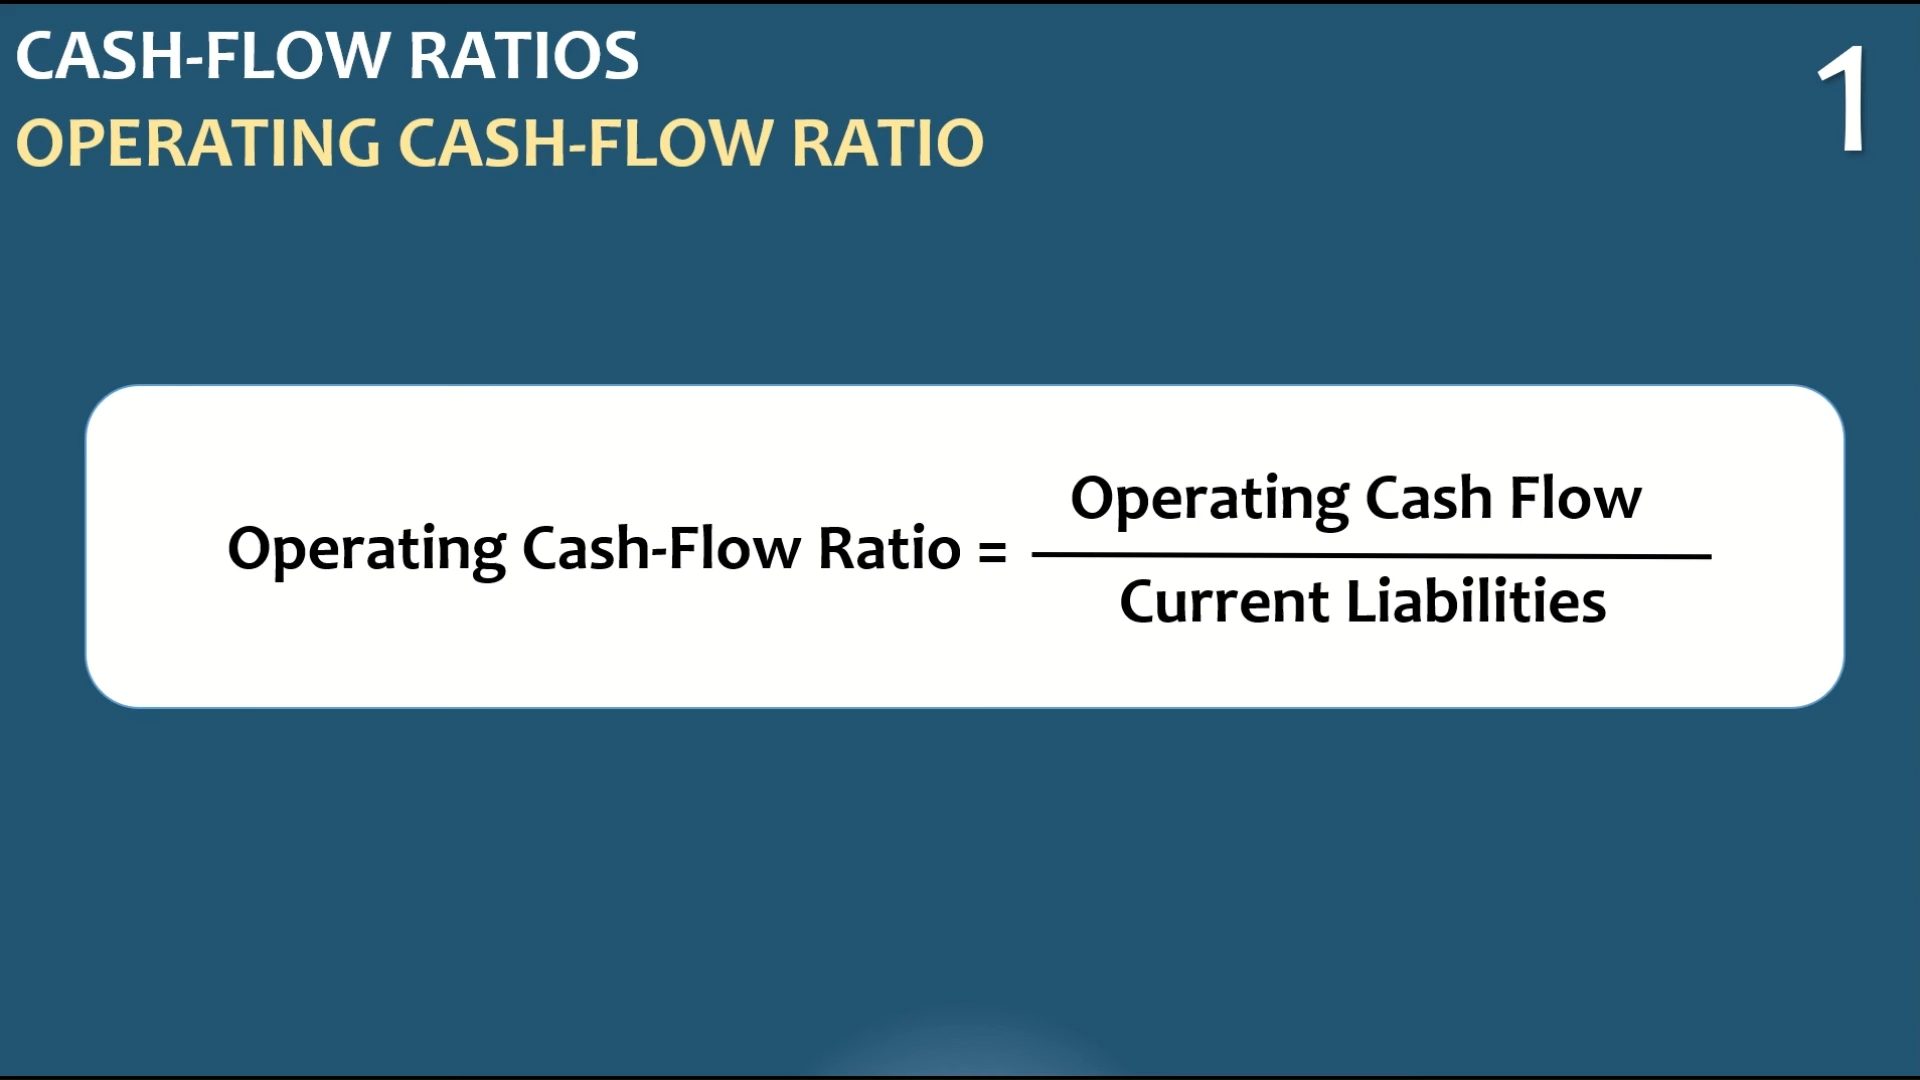 CASH-FLOW RATIOS
OPERATING CASH-FLOW RATIO
1
Operating Cash-Flow Ratio =
Operating Cash Flow
Current Liabilities